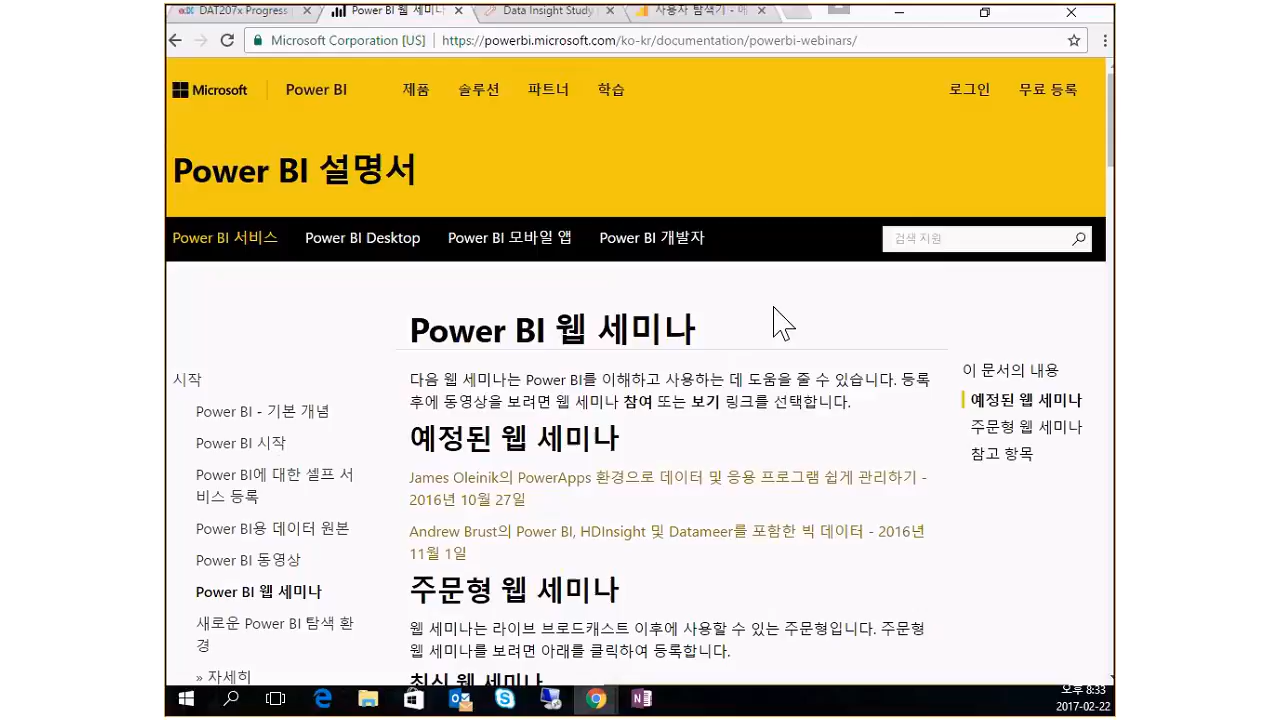 DAT207x Progress
Power BI 웹 세미나
Data Insight Study
사용자 탐색기 - 매
Microsoft Corporation [US]
https://powerbi.microsoft.com/ko-kr/documentation/powerbi-webinars/
Microsoft
Power BI
제품
솔루션
파트너
학습
로그인
무료 등록
Power BI 설명서
Power BI 서비스
Power BI Desktop
Power BI 모바일 앱
Power BI 개발자
검색 지원
시작
Power BI - 기본 개념
Power BI 시작
Power BI에 대한 셀프 서
비스 등록
Power BI용 데이터 원본
Power BI 동영상
Power BI 웹 세미나
새로운 Power BI 탐색 환
경
» 자세히
Power BI 웹 세미나
다음 웹 세미나는 Power BI를 이해하고 사용하는 데 도움을 줄 수 있습니다. 등록
후에 동영상을 보려면 웹 세미나 참여 또는 보기 링크를 선택합니다.
예정된 웹 세미나
James Oleinik의 PowerApps 환경으로 데이터 및 응용 프로그램 쉽게 관리하기 -
2016년 10월 27일
Andrew Brust의 Power BI, HDInsight 및 Datameer를 포함한 빅 데이터 - 2016년
11월 1일
주문형 웹 세미나
웹 세미나는 라이브 브로드캐스트 이후에 사용할 수 있는 주문형입니다. 주문형
웹 세미나를 보려면 아래를 클릭하여 등록합니다.
최신 웹 세미나
이 문서의 내용
예정된 웹 세미나
주문형 웹 세미나
참고 항목
오후 8:33
2017-02-22